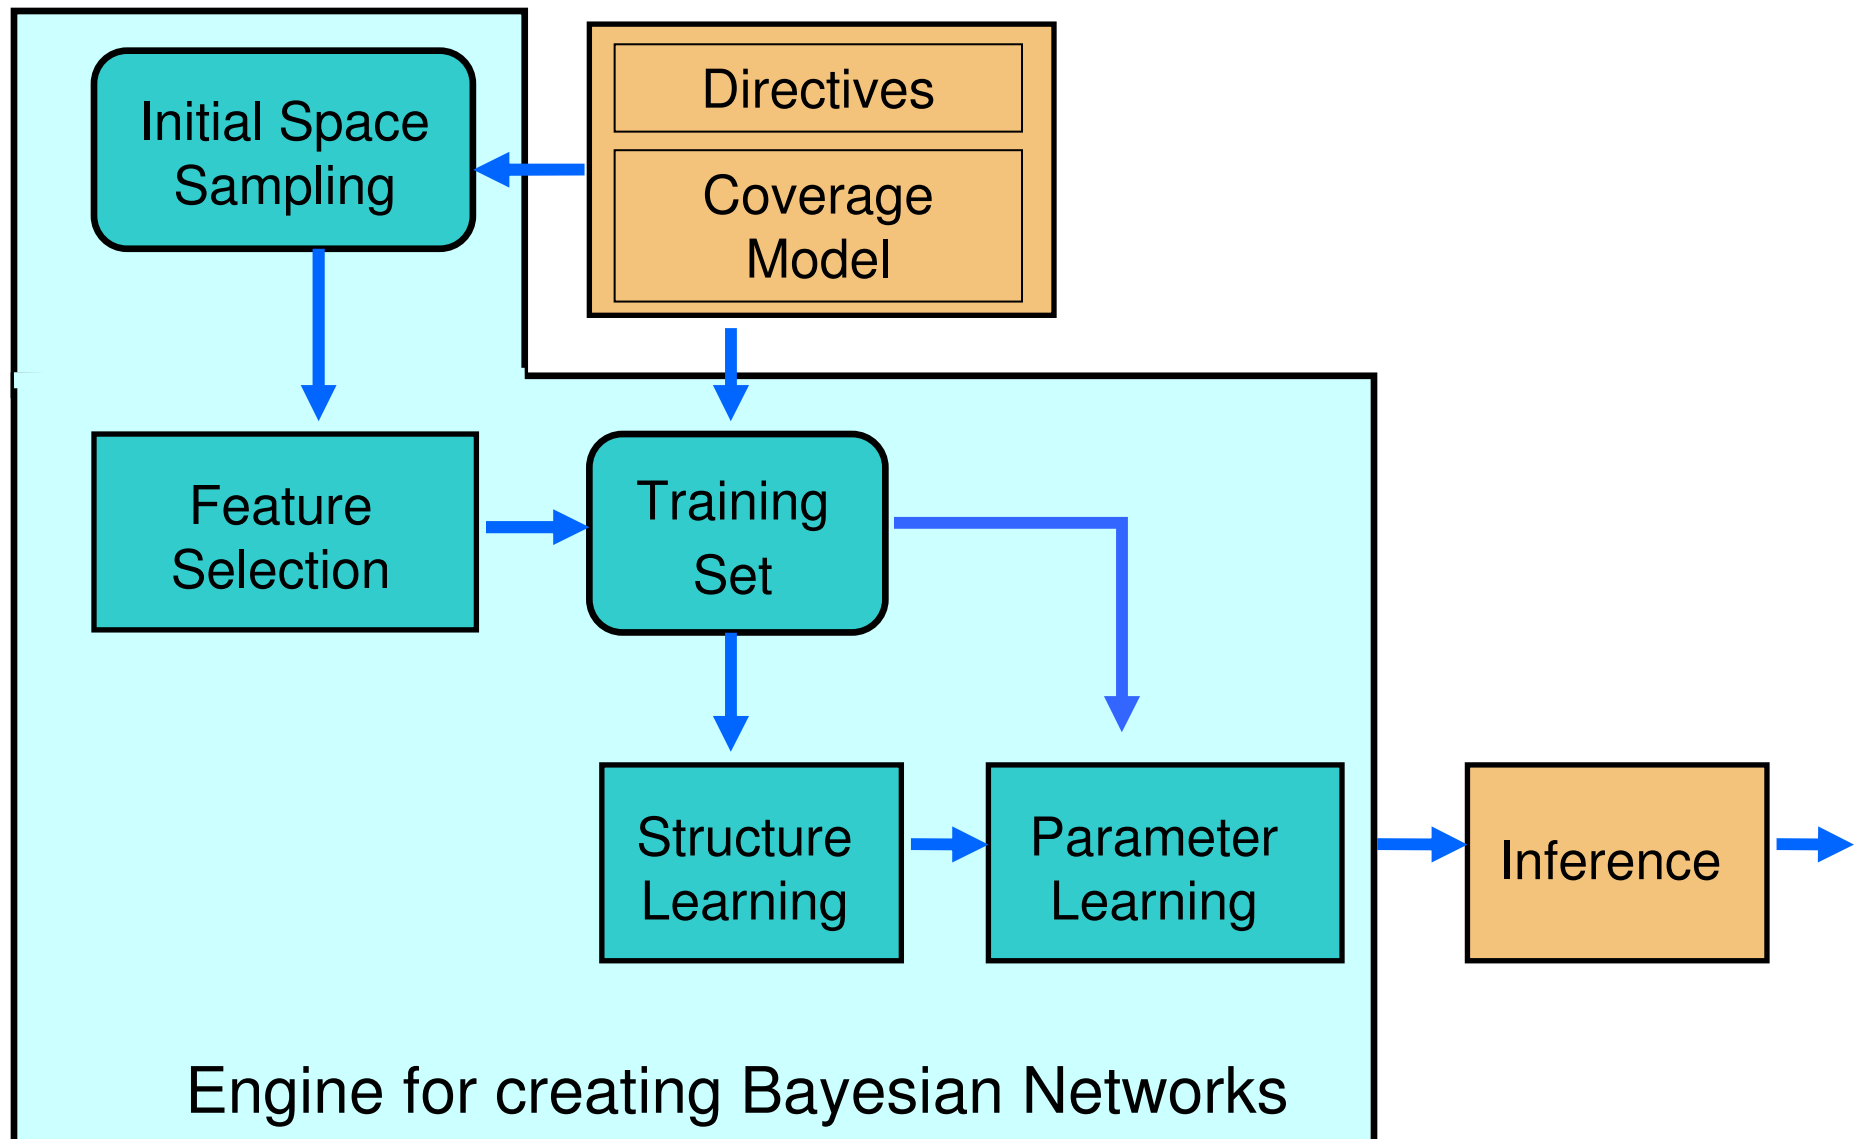 Initial Space
Sampling
Directives
Coverage
Model
Feature
Selection
Training
Set
Structure
Learning
Parameter
Learning
Inference
Engine for creating Bayesian Networks